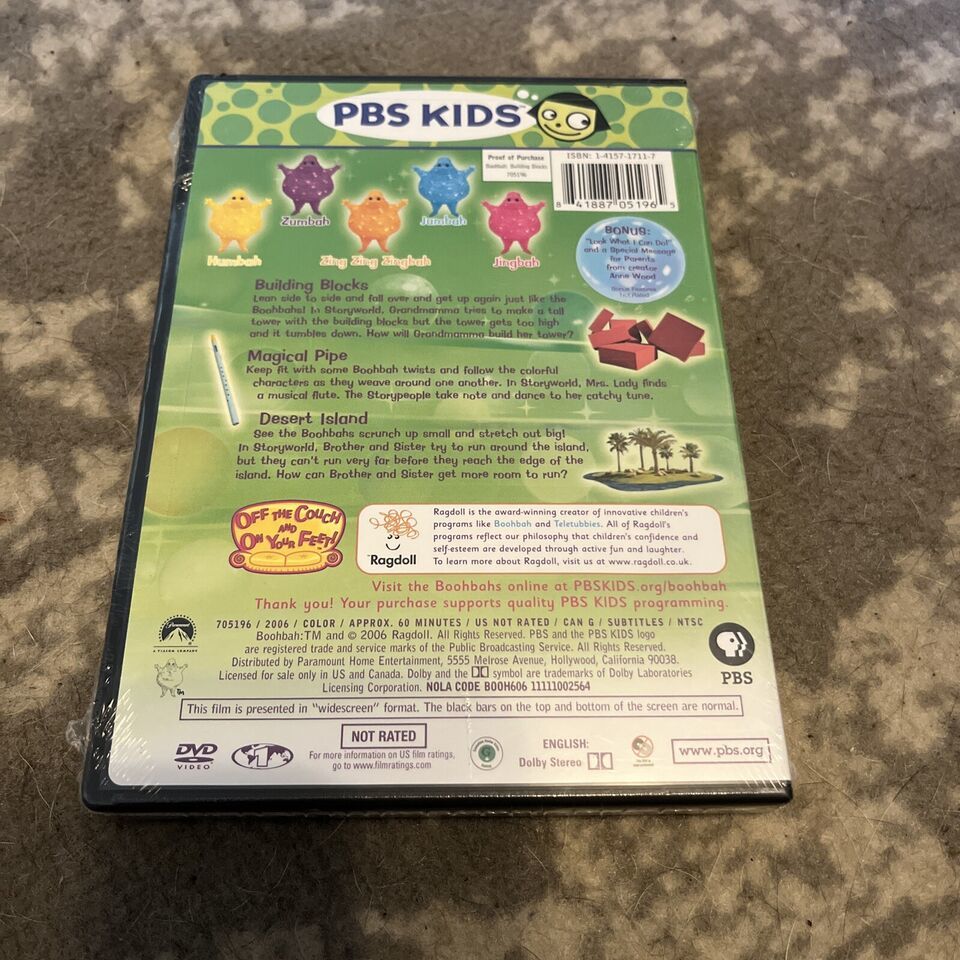 PBS KIDS™
Proof of Purchase
Boohbah: Building Blocks
705196
ISBN: 1-4157-1711-7
8 41887 05196 5
Zumbah
Jumbah
Humbah
Zing Zing Zingbah
Jingbah
BONUS:
"Look What I Can Do!"
and a Special Message
for Parents
from creator
Anne Wood
Bonus Features
Not Rated
Building Blocks
Lean side to side and fall over and get up again just like the
Boohbahs! In Storyworld, Grandmamma tries to make a tall
tower with the building blocks but the tower gets too high
and it tumbles down. How will Grandmamma build her tower?
Magical Pipe
Keep fit with some Boohbah twists and follow the colorful
characters as they weave around one another. In Storyworld, Mrs. Lady finds
a musical flute. The Storypeople take note and dance to her catchy tune.
Desert Island
See the Boohbahs scrunch up small and stretch out big!
In Storyworld, Brother and Sister try to run around the island,
but they can't run very far before they reach the edge of the
island. How can Brother and Sister get more room to run?
OFF THE COUCH
AND
ON YOUR FEET!
™Ragdoll
Ragdoll is the award-winning creator of innovative children's
programs like Boohbah and Teletubbies. All of Ragdoll's
programs reflect our philosophy that children's confidence and
self-esteem are developed through active fun and laughter.
To learn more about Ragdoll, visit us at www.ragdoll.co.uk.
Visit the Boohbahs online at PBSKIDS.org/boohbah
Thank you! Your purchase supports quality PBS KIDS programming.
Paramount
A VIACOM COMPANY
705196 / 2006 / COLOR / APPROX. 60 MINUTES / US NOT RATED / CAN G / SUBTITLES / NTSC
Boohbah:TM and © 2006 Ragdoll. All Rights Reserved. PBS and the PBS KIDS logo
are registered trade and service marks of the Public Broadcasting Service. All Rights Reserved.
Distributed by Paramount Home Entertainment, 5555 Melrose Avenue, Hollywood, California 90038.
Licensed for sale only in US and Canada. Dolby and the symbol are trademarks of Dolby Laboratories
Licensing Corporation. NOLA CODE BOOH606 11111002564
PBS
This film is presented in "widescreen" format. The black bars on the top and bottom of the screen are normal.
DVD
VIDEO
1
NOT RATED
For more information on US film ratings,
go to www.filmratings.com
G
ENGLISH:
Dolby Stereo
www.pbs.org